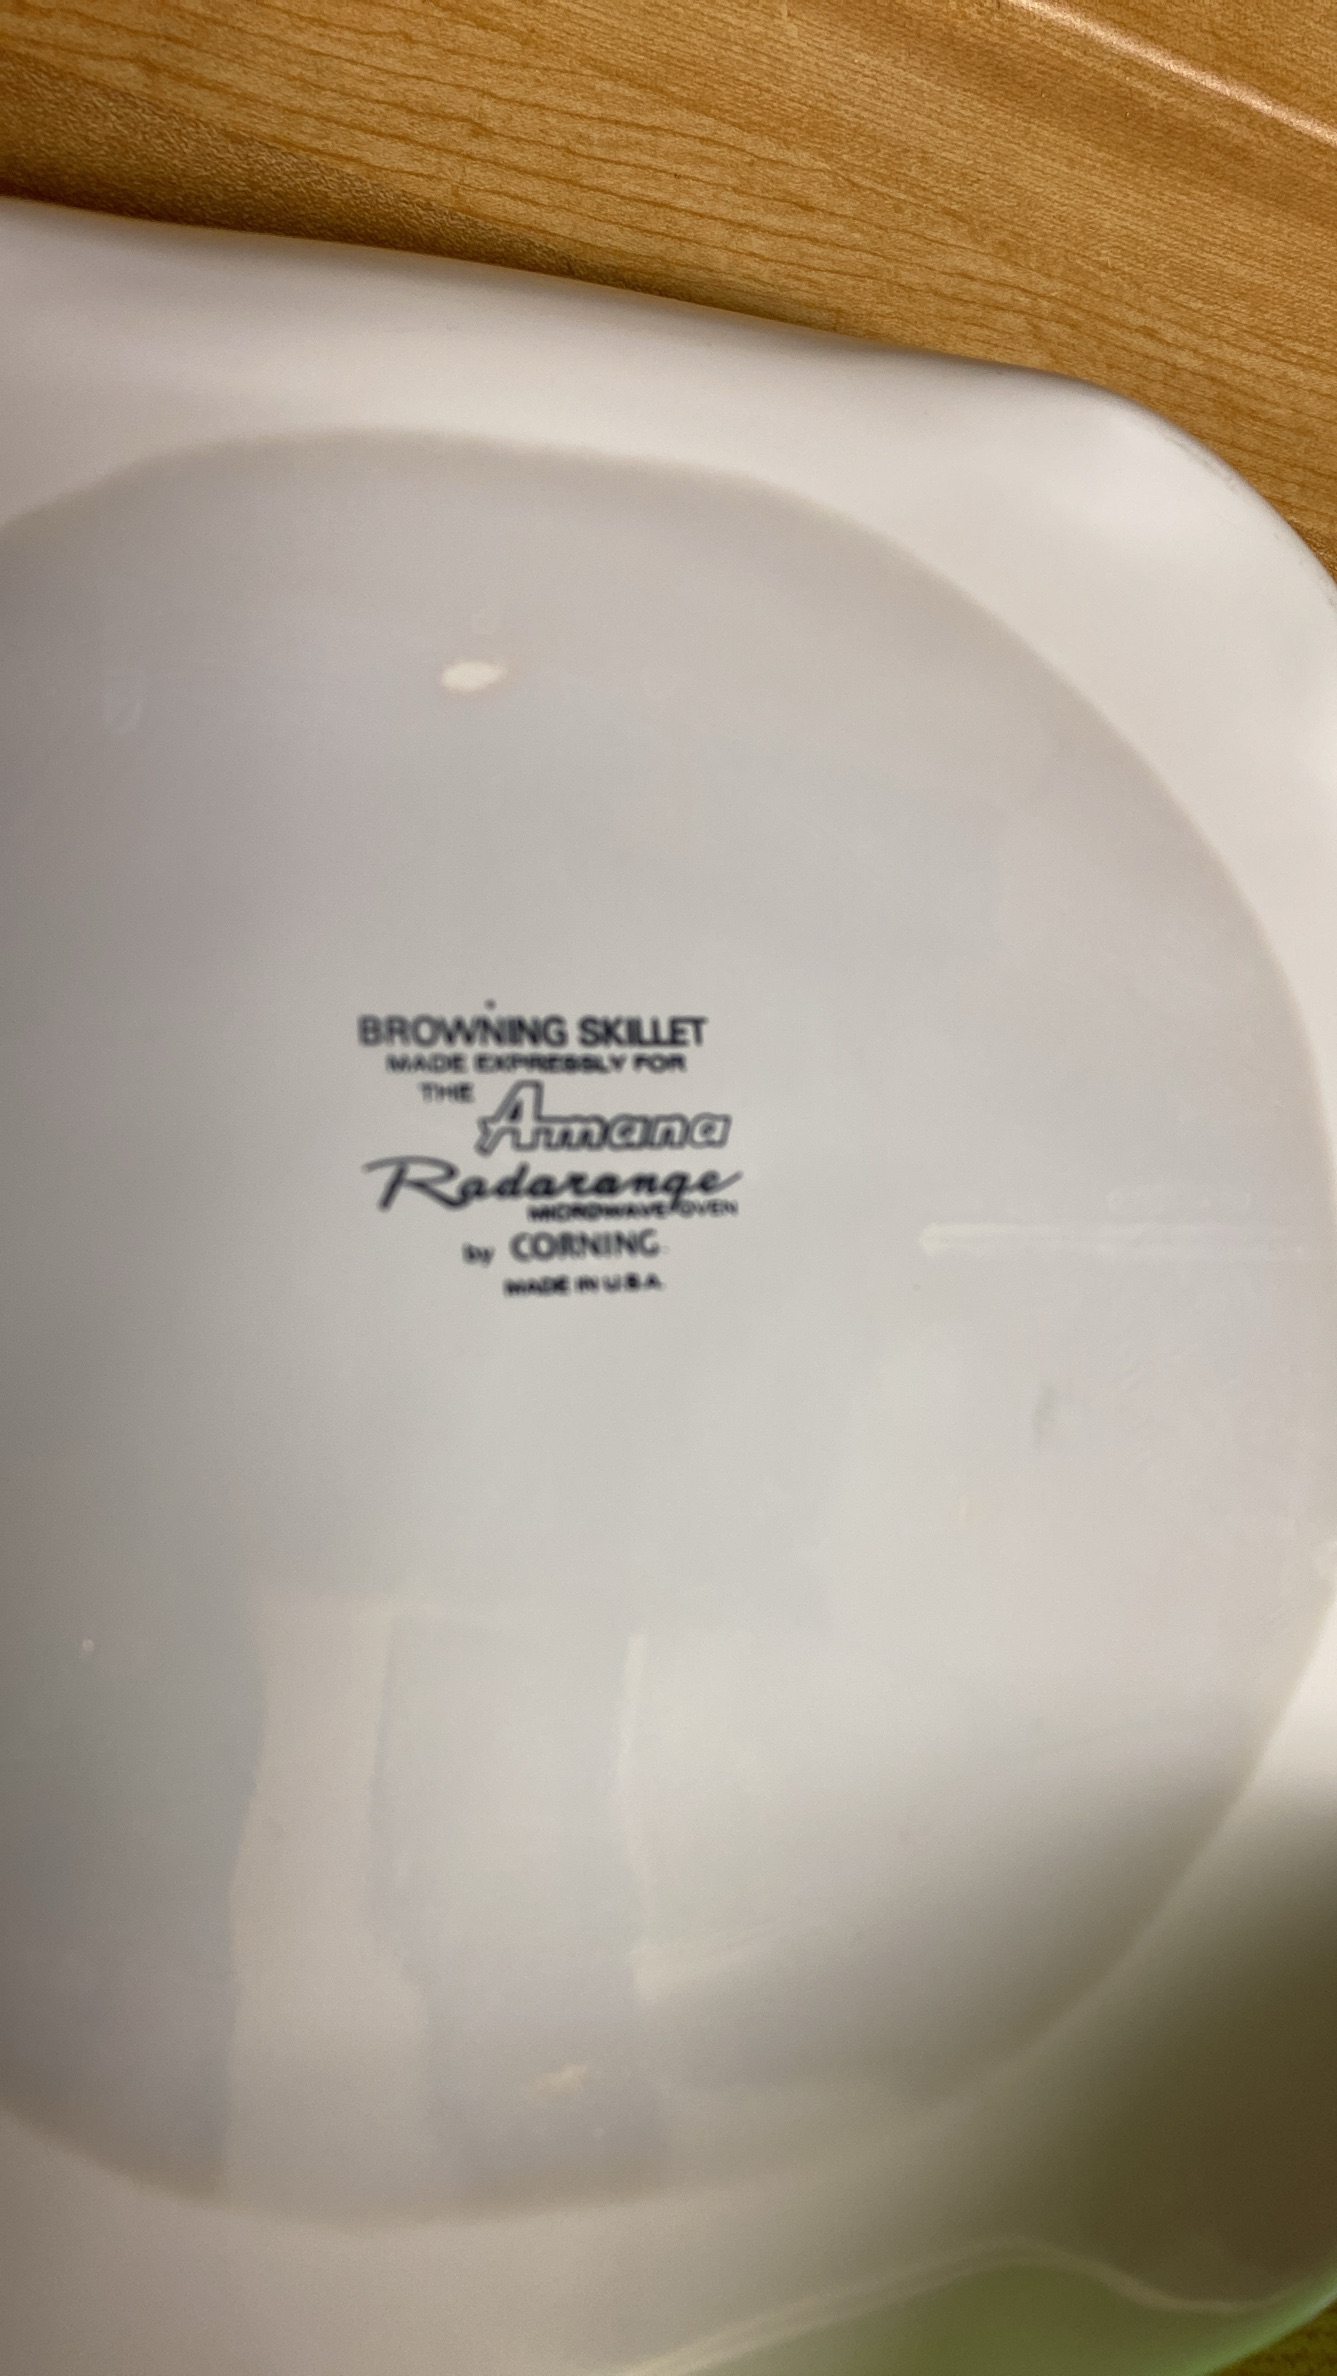 BROWNING SKILLET
MADE EXPRESSLY FOR
THE Amana
Radarange
MICROWAVE OVEN
by CORNING
MADE IN U.S.A.